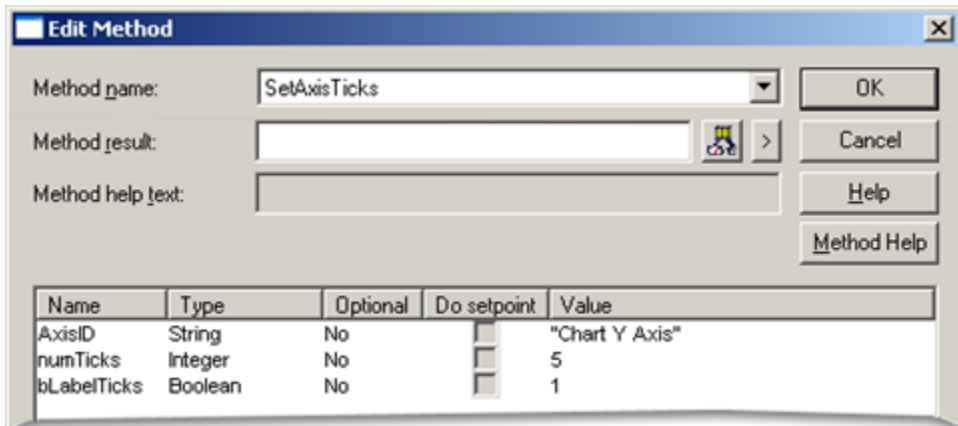 Edit Method
Method name: SetAxisTicks OK
Method result: > Cancel
Method help text: Help
Method Help
Name Type Optional Do setpoint Value
AxisID String No "Chart Y Axis"
numTicks Integer No 5
bLabelTicks Boolean No 1